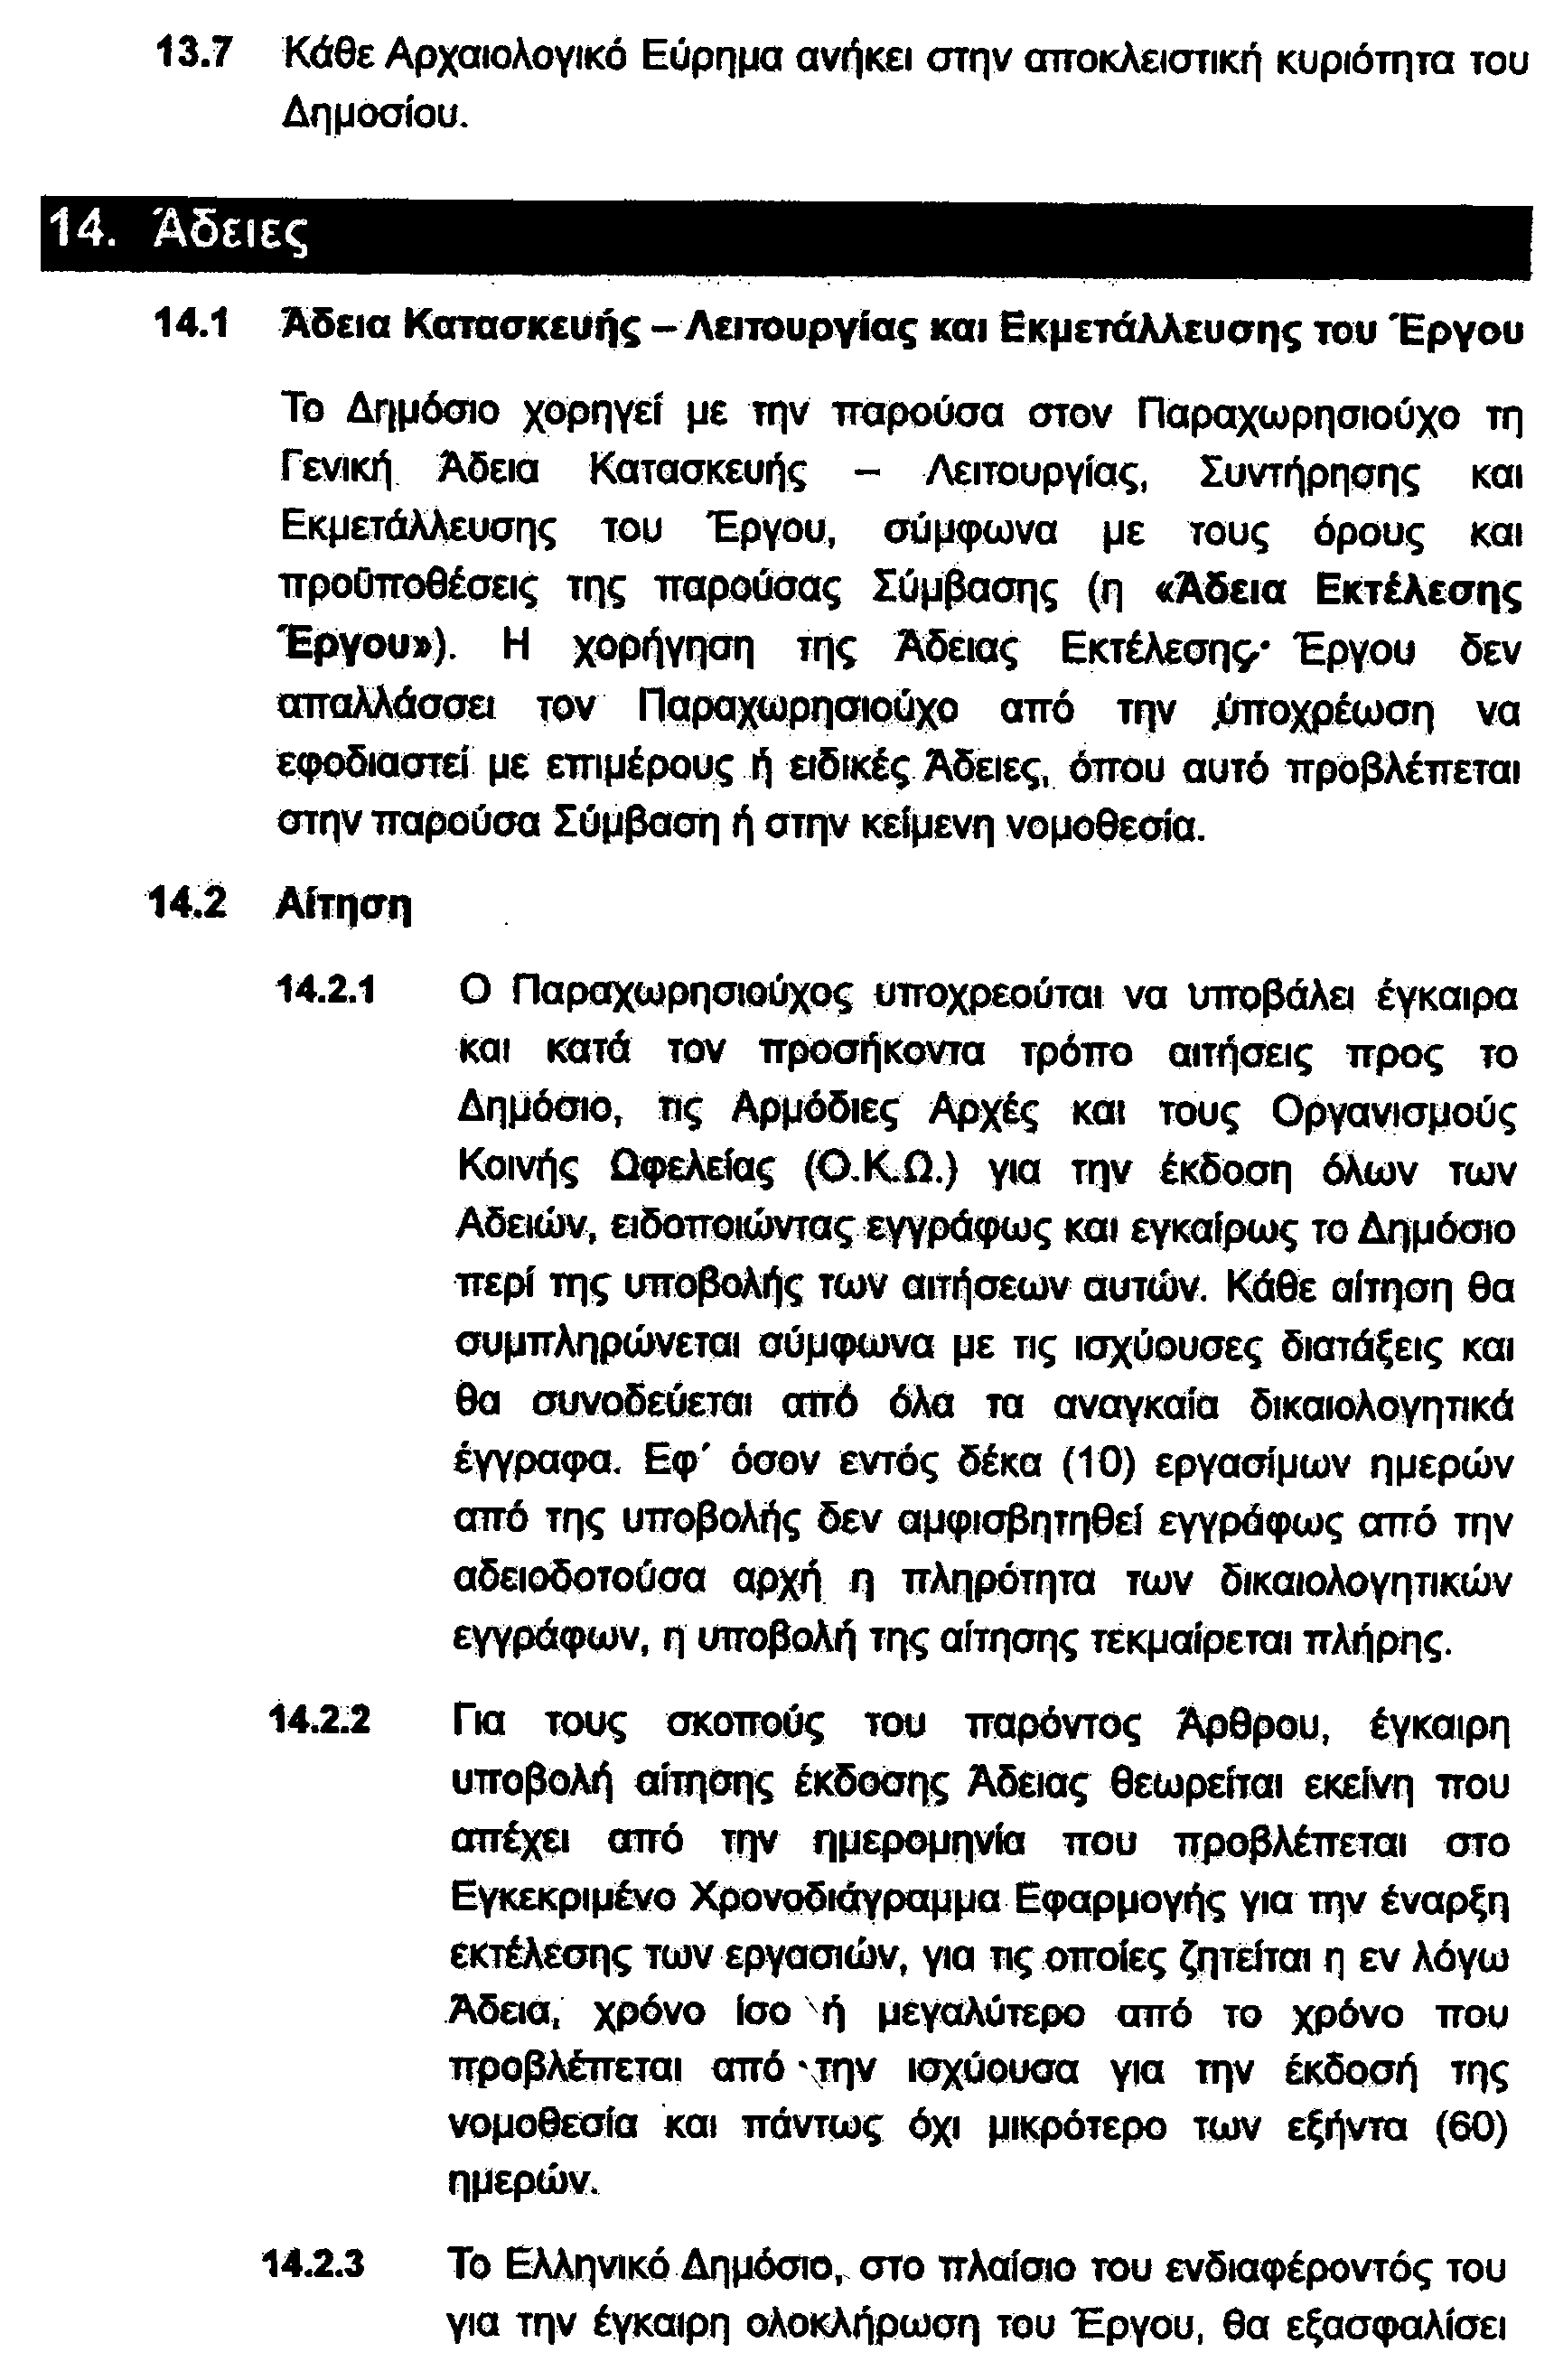 13.7 Κάθε Αρχαιολογικό Εύρημα ανήκει στην αποκλειστική κυριότητα του
Δημοσίου.
14. Άδειες
14.1 Άδεια Κατασκευής – Λειτουργίας και Εκμετάλλευσης του Έργου
Το Δημόσιο χορηγεί με την παρούσα στον Παραχωρησιούχο τη
Γενική Άδεια Κατασκευής – Λειτουργίας, Συντήρησης και
Εκμετάλλευσης του Έργου, σύμφωνα με τους όρους και
προϋποθέσεις της παρούσας Σύμβασης (η «Άδεια Εκτέλεσης
Έργου»). Η χορήγηση της Άδειας Εκτέλεσης Έργου δεν
απαλλάσσει τον Παραχωρησιούχο από την υποχρέωση να
εφοδιαστεί με επιμέρους ή ειδικές Άδειες, όπου αυτό προβλέπεται
στην παρούσα Σύμβαση ή στην κείμενη νομοθεσία.
14.2 Αίτηση
14.2.1 Ο Παραχωρησιούχος υποχρεούται να υποβάλει έγκαιρα
και κατά τον προσήκοντα τρόπο αιτήσεις προς το
Δημόσιο, τις Αρμόδιες Αρχές και τους Οργανισμούς
Κοινής Ωφελείας (Ο.Κ.Ω.) για την έκδοση όλων των
Αδειών, ειδοποιώντας εγγράφως και εγκαίρως το Δημόσιο
περί της υποβολής των αιτήσεων αυτών. Κάθε αίτηση θα
συμπληρώνεται σύμφωνα με τις ισχύουσες διατάξεις και
θα συνοδεύεται από όλα τα αναγκαία δικαιολογητικά
έγγραφα. Εφ' όσον εντός δέκα (10) εργασίμων ημερών
από της υποβολής δεν αμφισβητηθεί εγγράφως από την
αδειοδοτούσα αρχή η πληρότητα των δικαιολογητικών
εγγράφων, η υποβολή της αίτησης τεκμαίρεται πλήρης.
14.2.2 Για τους σκοπούς του παρόντος Άρθρου, έγκαιρη
υποβολή αίτησης έκδοσης Άδειας θεωρείται εκείνη που
απέχει από την ημερομηνία που προβλέπεται στο
Εγκεκριμένο Χρονοδιάγραμμα Εφαρμογής για την έναρξη
εκτέλεσης των εργασιών, για τις οποίες ζητείται η εν λόγω
Άδεια, χρόνο ίσο ή μεγαλύτερο από το χρόνο που
προβλέπεται από την ισχύουσα για την έκδοσή της
νομοθεσία και πάντως όχι μικρότερο των εξήντα (60)
ημερών.
14.2.3 Το Ελληνικό Δημόσιο, στο πλαίσιο του ενδιαφέροντός του
για την έγκαιρη ολοκλήρωση του Έργου, θα εξασφαλίσει